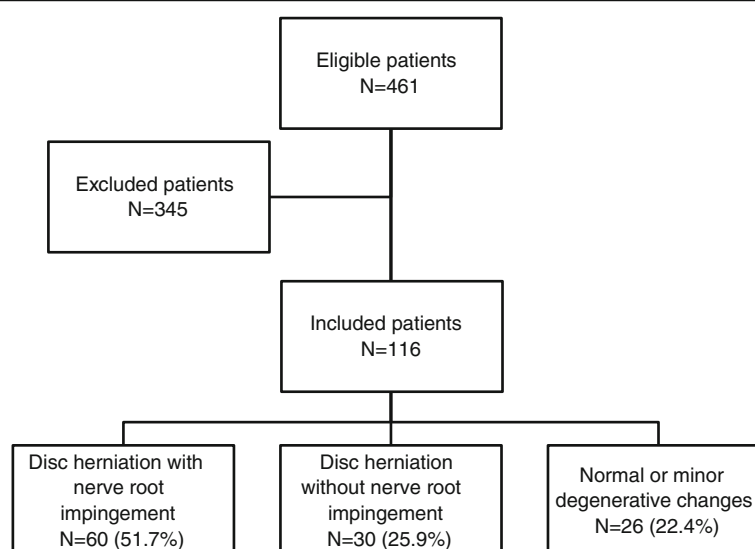 Eligible patients
N=461
Excluded patients
N=345
Included patients
N=116
Disc herniation with
nerve root
impingement
N=60 (51.7%)
Disc herniation
without nerve root
impingement
N=30 (25.9%)
Normal or minor
degenerative changes
N=26 (22.4%)